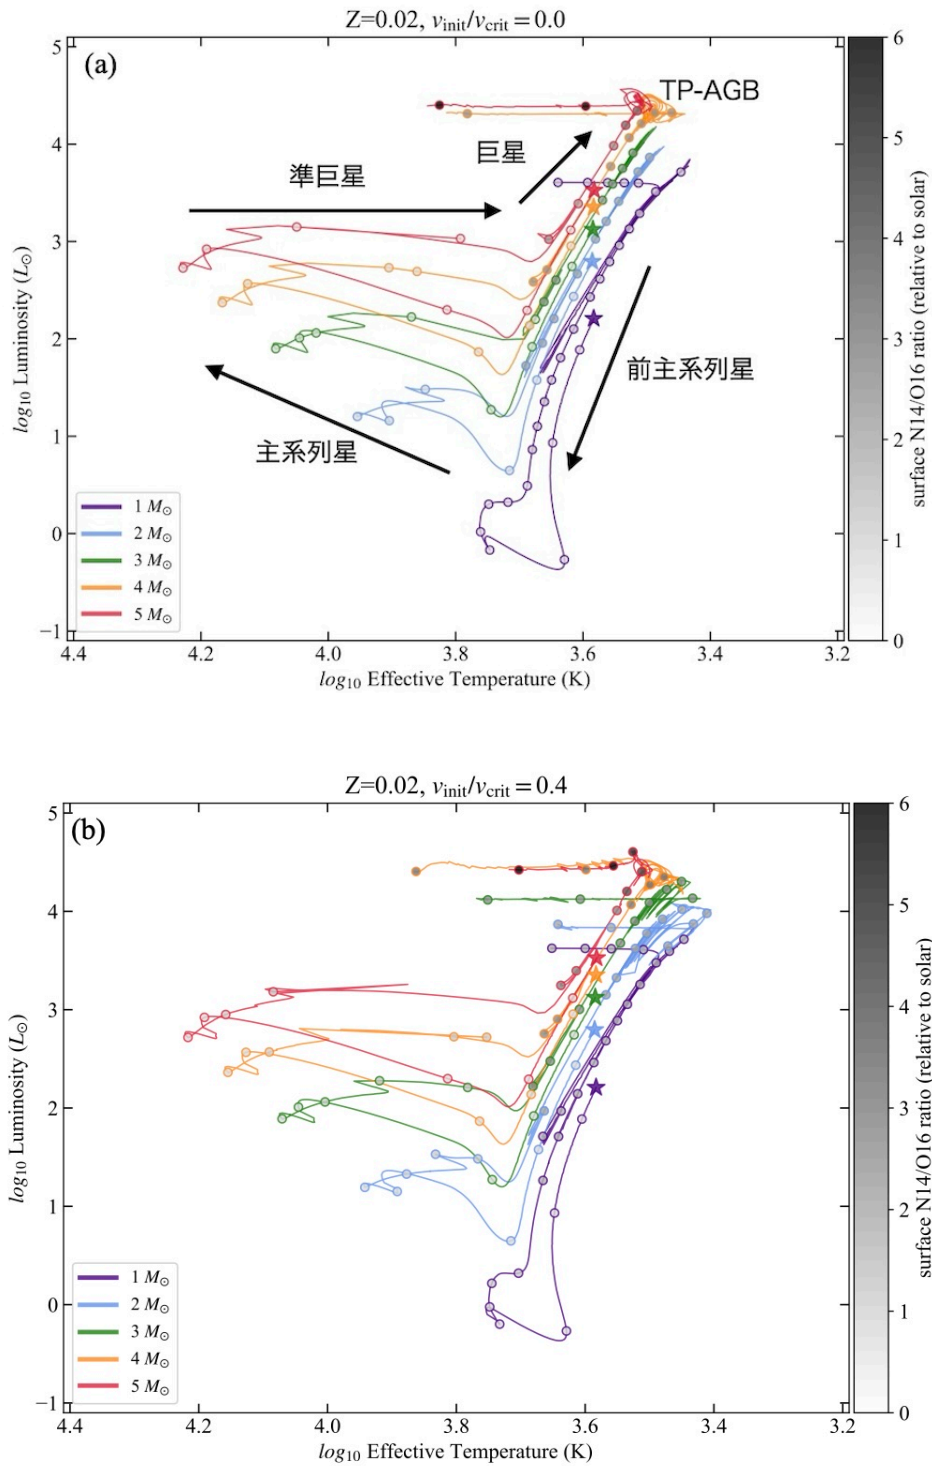 Z=0.02, v_init/v_crit = 0.0
(a)
TP-AGB
巨星
準巨星
前主系列星
主系列星
5
4
3
2
1
0
−1
log10 Luminosity (L⊙)
1 M⊙
2 M⊙
3 M⊙
4 M⊙
5 M⊙
4.4 4.2 4.0 3.8 3.6 3.4 3.2
log10 Effective Temperature (K)
6
5
4
3
2
1
0
surface N14/O16 ratio (relative to solar)
Z=0.02, v_init/v_crit = 0.4
(b)
5
4
3
2
1
0
−1
log10 Luminosity (L⊙)
1 M⊙
2 M⊙
3 M⊙
4 M⊙
5 M⊙
4.4 4.2 4.0 3.8 3.6 3.4 3.2
log10 Effective Temperature (K)
6
5
4
3
2
1
0
surface N14/O16 ratio (relative to solar)